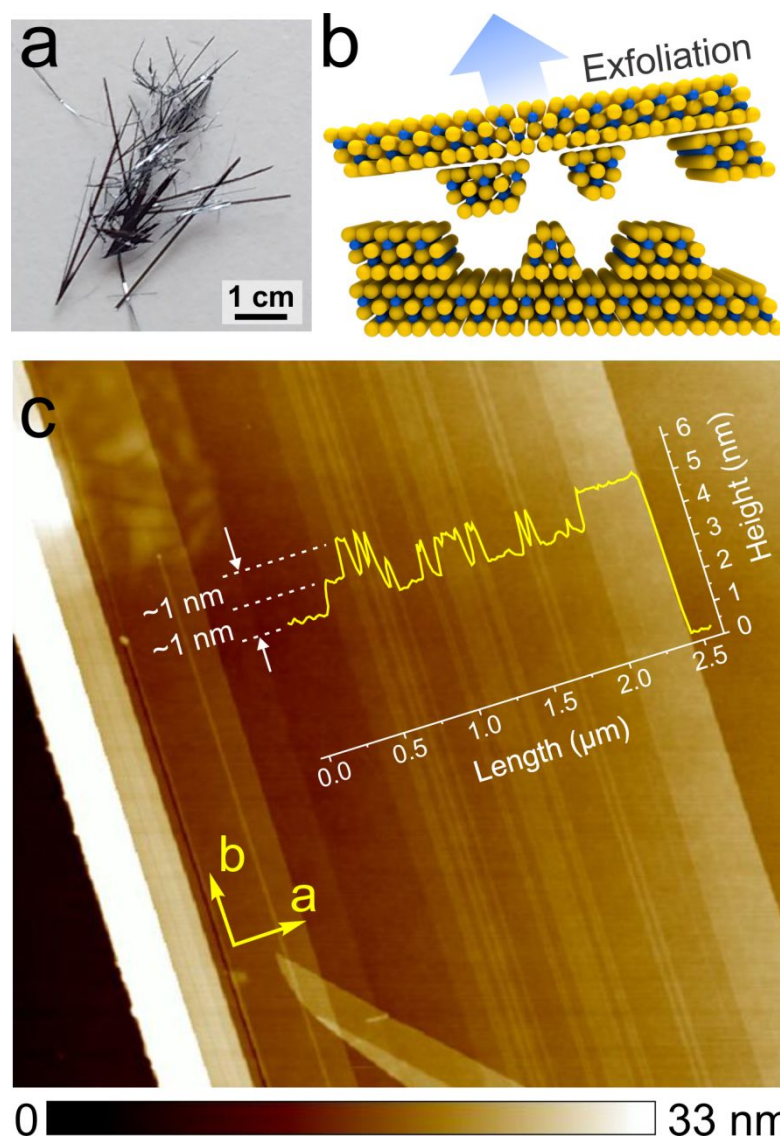 a
1 cm
b
Exfoliation
c
~1 nm
~1 nm
6
5
4
3
2
1
0
Height (nm)
0.0
0.5
1.0
1.5
2.0
2.5
Length (µm)
b
a
0
33 nm